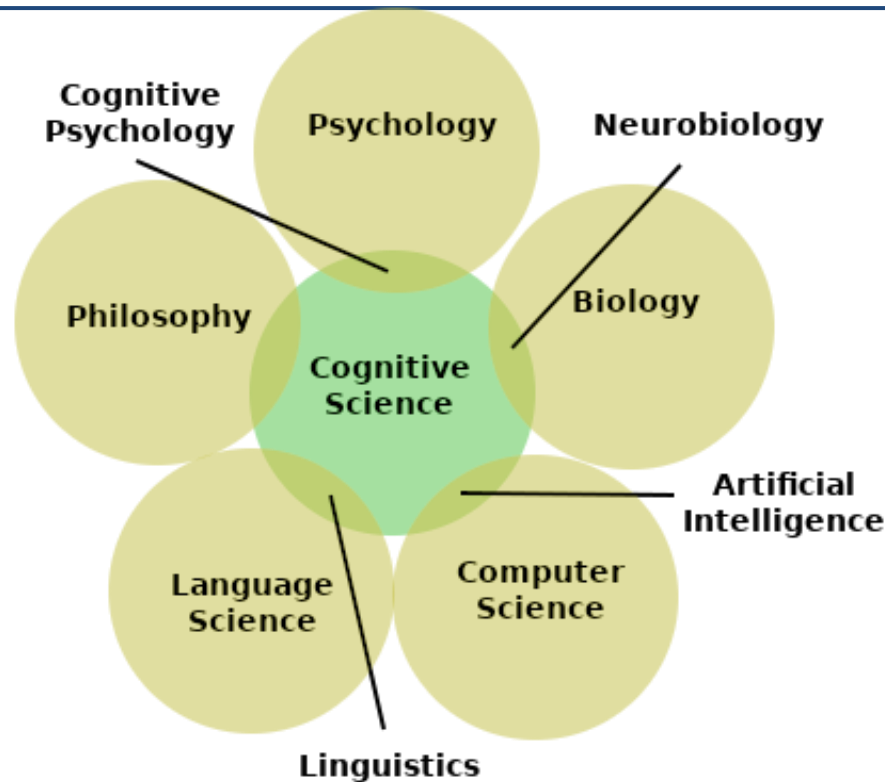 Cognitive
Psychology
Psychology
Neurobiology
Philosophy
Biology
Cognitive
Science
Artificial
Intelligence
Language
Science
Computer
Science
Linguistics